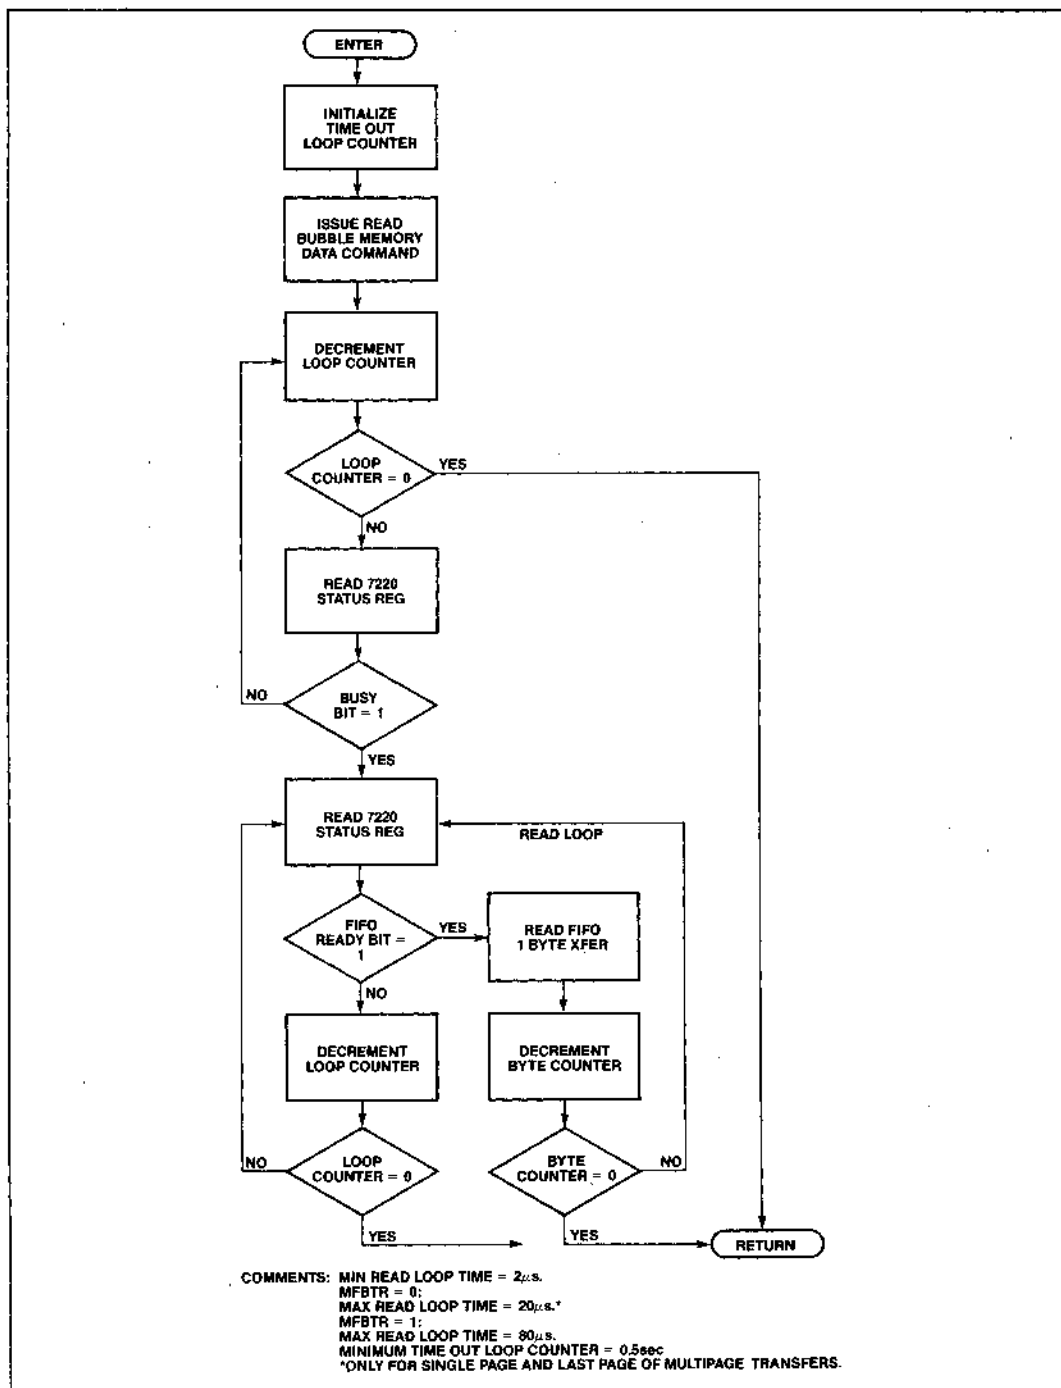 ENTER
INITIALIZE
TIME OUT
LOOP COUNTER
ISSUE READ
BUBBLE MEMORY
DATA COMMAND
DECREMENT
LOOP COUNTER
LOOP
COUNTER = 0
YES
NO
READ 7220
STATUS REG
BUSY
BIT = 1
NO
YES
READ 7220
STATUS REG
READ LOOP
FIFO
READY BIT =
1
YES
READ FIFO
1 BYTE XFER
NO
DECREMENT
LOOP COUNTER
DECREMENT
BYTE COUNTER
LOOP
COUNTER = 0
NO
BYTE
COUNTER = 0
NO
YES
YES
RETURN
COMMENTS: MIN READ LOOP TIME = 2μs.
MFBTR = 0:
MAX READ LOOP TIME = 20μs.*
MFBTR = 1:
MAX READ LOOP TIME = 80μs.
MINIMUM TIME OUT LOOP COUNTER = 0.5sec
*ONLY FOR SINGLE PAGE AND LAST PAGE OF MULTIPAGE TRANSFERS.